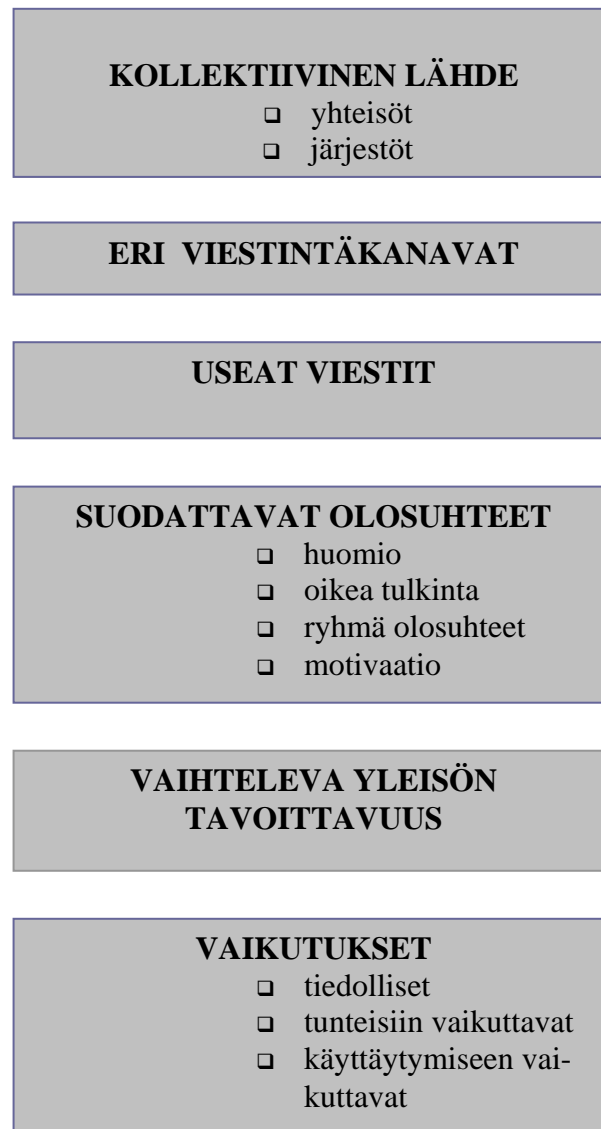 KOLLEKTIIVINEN LÄHDE
❑ yhteisöt
❑ järjestöt
ERI VIESTINTÄKANAVAT
USEAT VIESTIT
SUODATTAVAT OLOSUHTEET
❑ huomio
❑ oikea tulkinta
❑ ryhmä olosuhteet
❑ motivaatio
VAIHTELEVA YLEISÖN
TAVOITTAVUUS
VAIKUTUKSET
❑ tiedolliset
❑ tunteisiin vaikuttavat
❑ käyttäytymiseen vai-
kuttavat